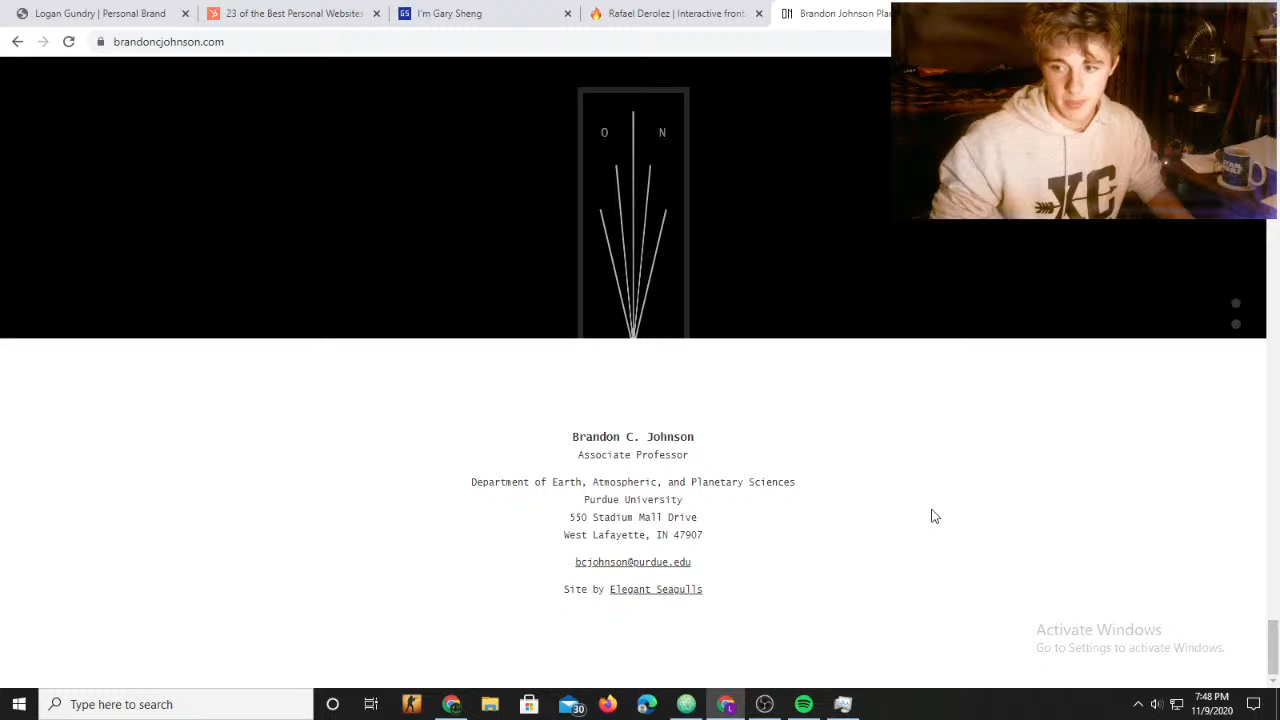 Logan Gundry | Personal Brand
23 of the Best Personal Websites
I'm Gary Sheng
Rafael Derolez | Interactive front
Brandon Johnson Plan
brandoncjohnson.com
O N
KC
Brandon C. Johnson
Associate Professor
Department of Earth, Atmospheric, and Planetary Sciences
Purdue University
550 Stadium Mall Drive
West Lafayette, IN 47907
bcjohnson@purdue.edu
Site by Elegant Seagulls
Activate Windows
Go to Settings to activate Windows.
Type here to search
30
7:48 PM
11/9/2020